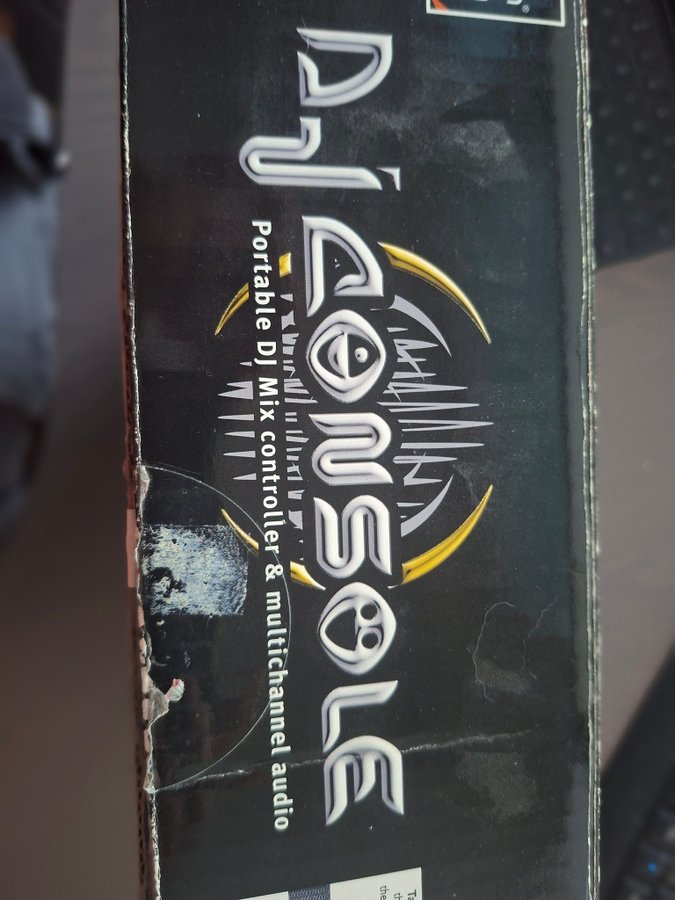 DJ CONSOLE
Portable DJ Mix controller & multichannel audio